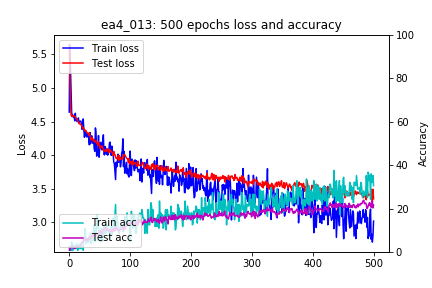 ea4_013: 500 epochs loss and accuracy
Train loss
Test loss
Train acc
Test acc
Loss
5.5
5.0
4.5
4.0
3.5
3.0
Accuracy
100
80
60
40
20
0
0
100
200
300
400
500